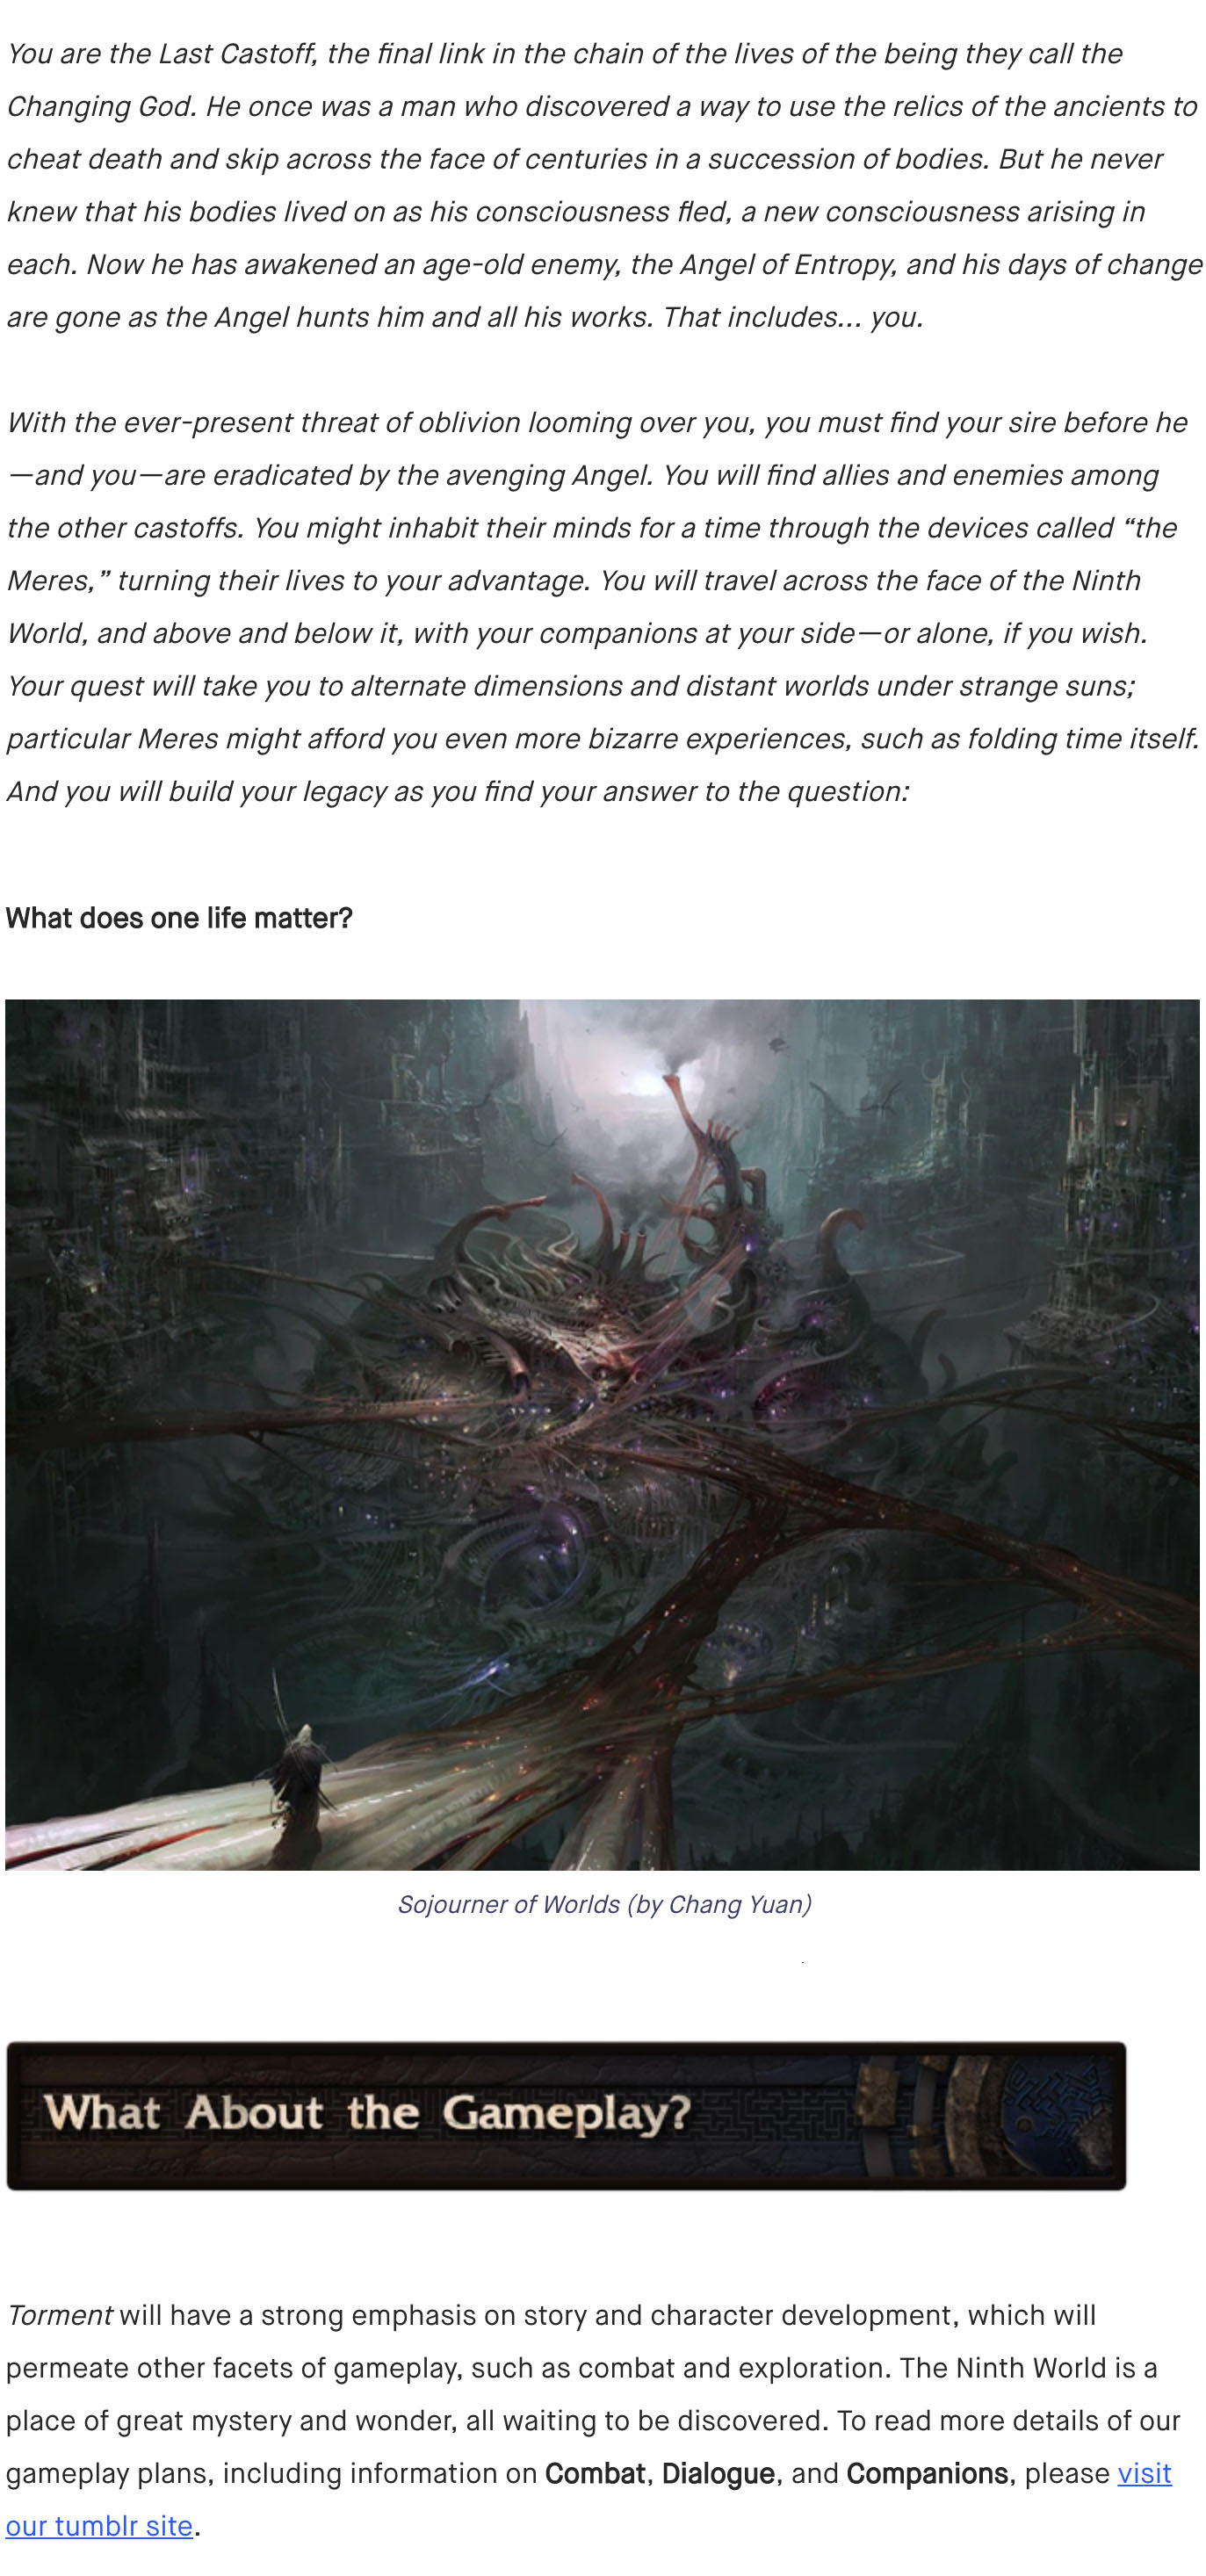 You are the Last Castoff, the final link in the chain of the lives of the being they call the
Changing God. He once was a man who discovered a way to use the relics of the ancients to
cheat death and skip across the face of centuries in a succession of bodies. But he never
knew that his bodies lived on as his consciousness fled, a new consciousness arising in
each. Now he has awakened an age-old enemy, the Angel of Entropy, and his days of change
are gone as the Angel hunts him and all his works. That includes... you.
With the ever-present threat of oblivion looming over you, you must find your sire before he
—and you—are eradicated by the avenging Angel. You will find allies and enemies among
the other castoffs. You might inhabit their minds for a time through the devices called “the
Meres,” turning their lives to your advantage. You will travel across the face of the Ninth
World, and above and below it, with your companions at your side—or alone, if you wish.
Your quest will take you to alternate dimensions and distant worlds under strange suns;
particular Meres might afford you even more bizarre experiences, such as folding time itself.
And you will build your legacy as you find your answer to the question:
What does one life matter?
Sojourner of Worlds (by Chang Yuan)
What About the Gameplay?
Torment will have a strong emphasis on story and character development, which will
permeate other facets of gameplay, such as combat and exploration. The Ninth World is a
place of great mystery and wonder, all waiting to be discovered. To read more details of our
gameplay plans, including information on Combat, Dialogue, and Companions, please visit
our tumblr site.